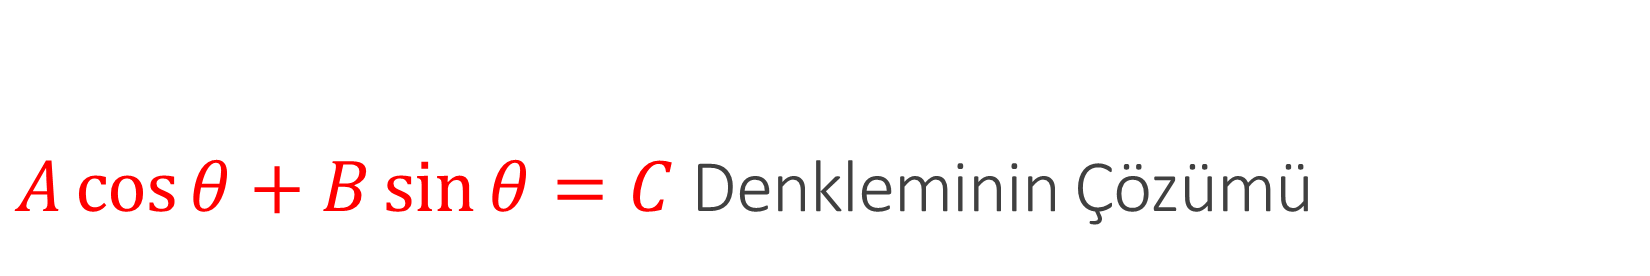 A cos θ + B sin θ = C Denkleminin Çözümü